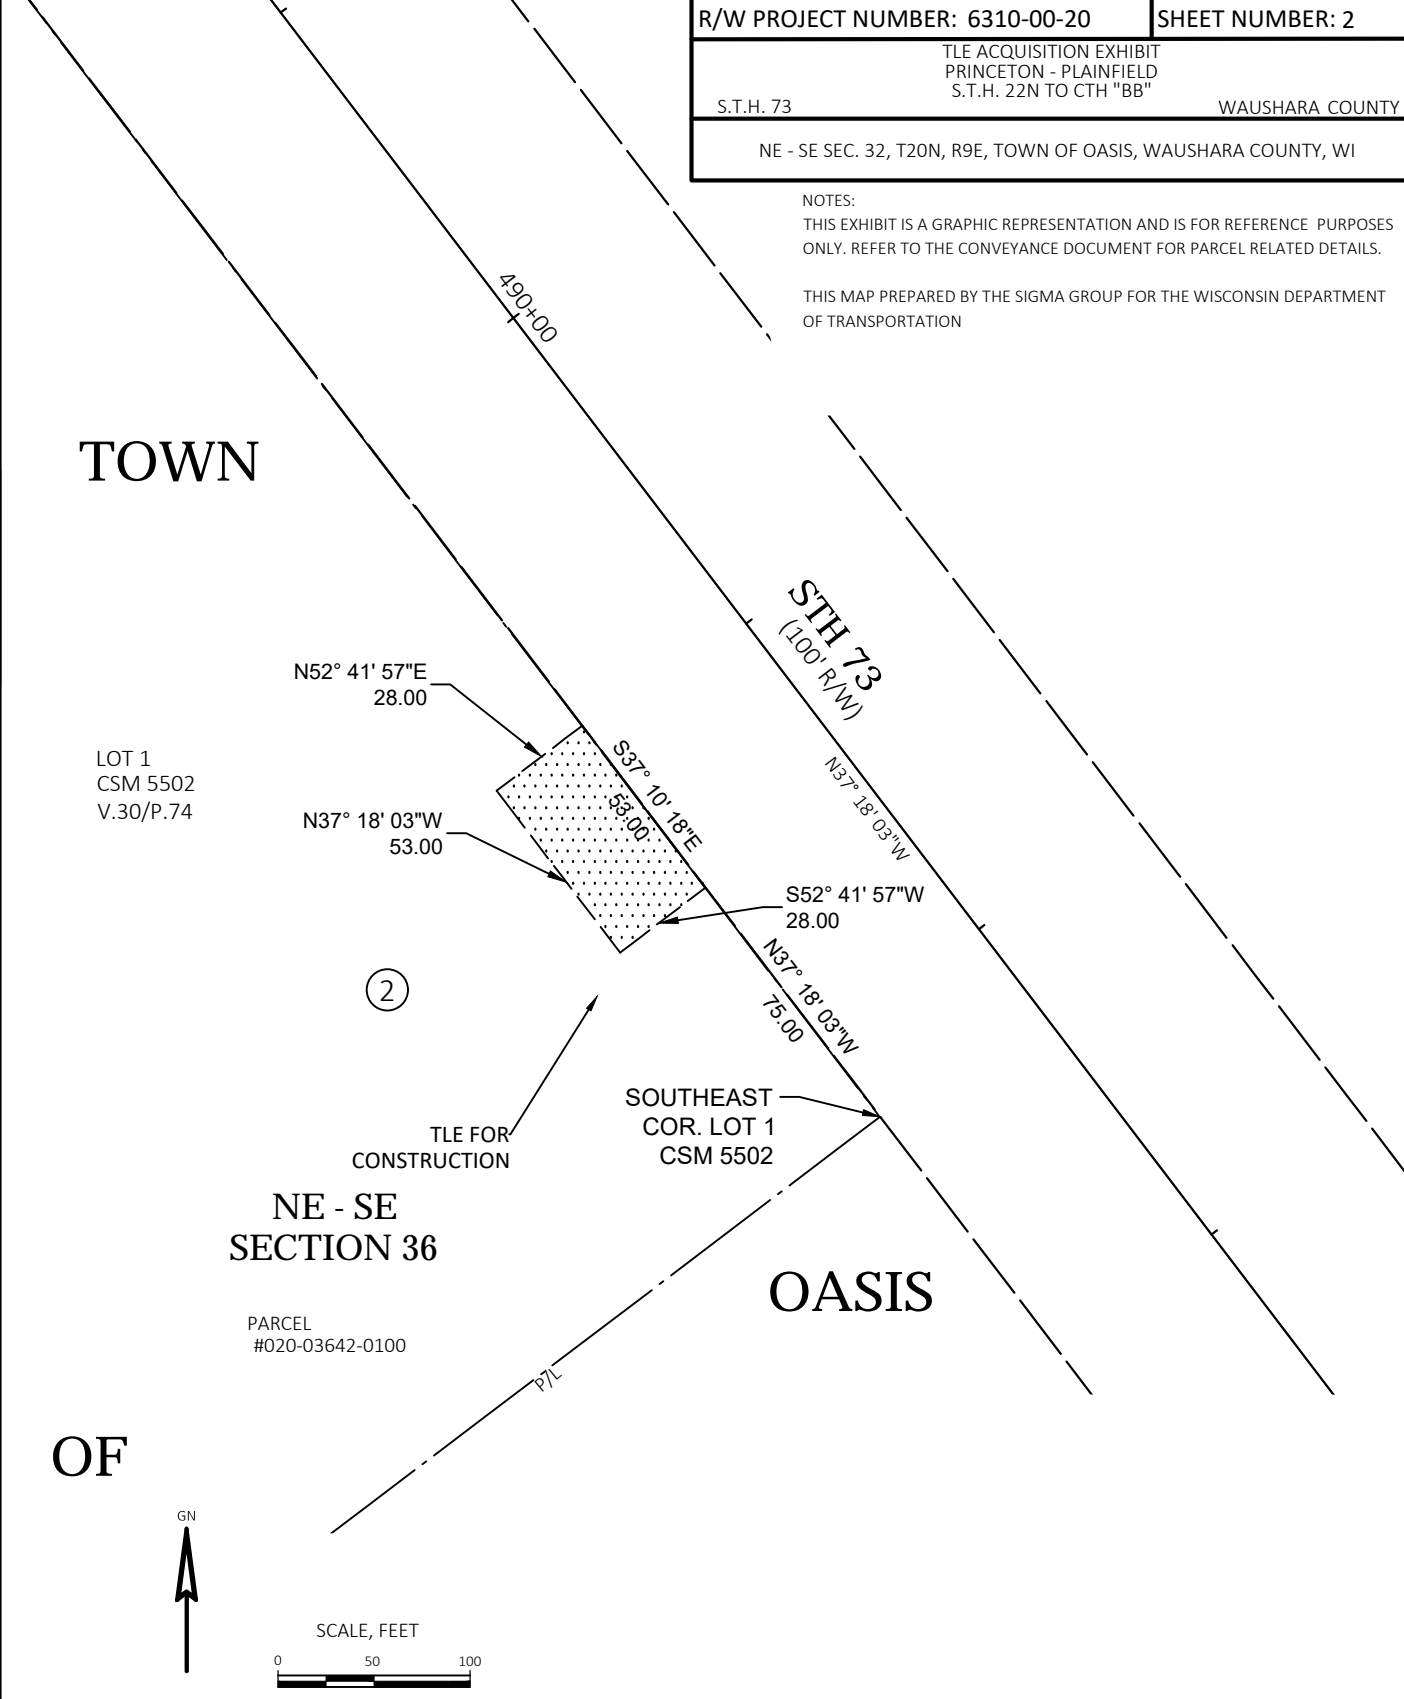 R/W PROJECT NUMBER: 6310-00-20
SHEET NUMBER: 2
TLE ACQUISITION EXHIBIT
PRINCETON - PLAINFIELD
S.T.H. 22N TO CTH "BB"
S.T.H. 73
WAUSHARA COUNTY
NE - SE SEC. 32, T20N, R9E, TOWN OF OASIS, WAUSHARA COUNTY, WI
NOTES:
THIS EXHIBIT IS A GRAPHIC REPRESENTATION AND IS FOR REFERENCE PURPOSES
ONLY. REFER TO THE CONVEYANCE DOCUMENT FOR PARCEL RELATED DETAILS.
THIS MAP PREPARED BY THE SIGMA GROUP FOR THE WISCONSIN DEPARTMENT
OF TRANSPORTATION
490+00
TOWN
STH 73
(100' R/W)
N52° 41' 57"E
28.00
LOT 1
CSM 5502
V.30/P.74
S37° 10' 18"E
53.00
N37° 18' 03"W
N37° 18' 03"W
53.00
S52° 41' 57"W
28.00
N37° 18' 03"W
75.00
2
SOUTHEAST
COR. LOT 1
CSM 5502
TLE FOR
CONSTRUCTION
NE - SE
SECTION 36
OASIS
PARCEL
#020-03642-0100
P/L
OF
GN
SCALE, FEET
0 50 100